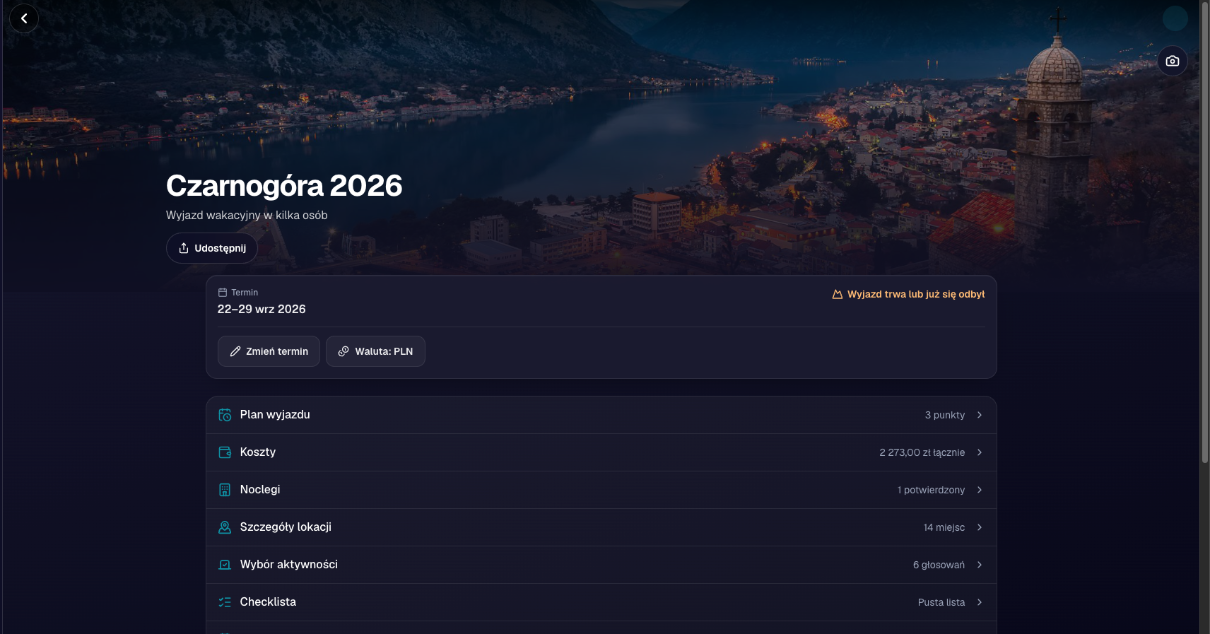 Czarnogóra 2026
Wyjazd wakacyjny w kilka osób
Udostępnij
Termin
22–29 wrz 2026
Wyjazd trwa lub już się odbył
Zmień termin
Waluta: PLN
Plan wyjazdu
3 punkty
Koszty
2 273,00 zł łącznie
Noclegi
1 potwierdzony
Szczegóły lokacji
14 miejsc
Wybór aktywności
6 głosowań
Checklista
Pusta lista